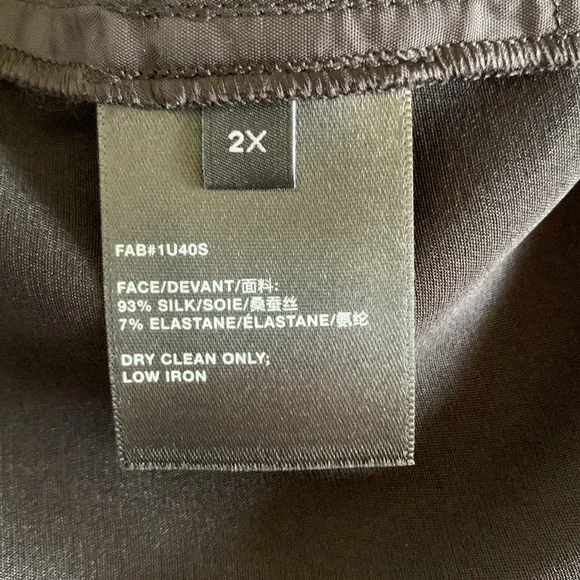 2X
FAB#1U40S
FACE/DEVANT/面料:
93% SILK/SOIE/桑蚕丝
7% ELASTANE/ÉLASTANE/氨纶
DRY CLEAN ONLY;
LOW IRON